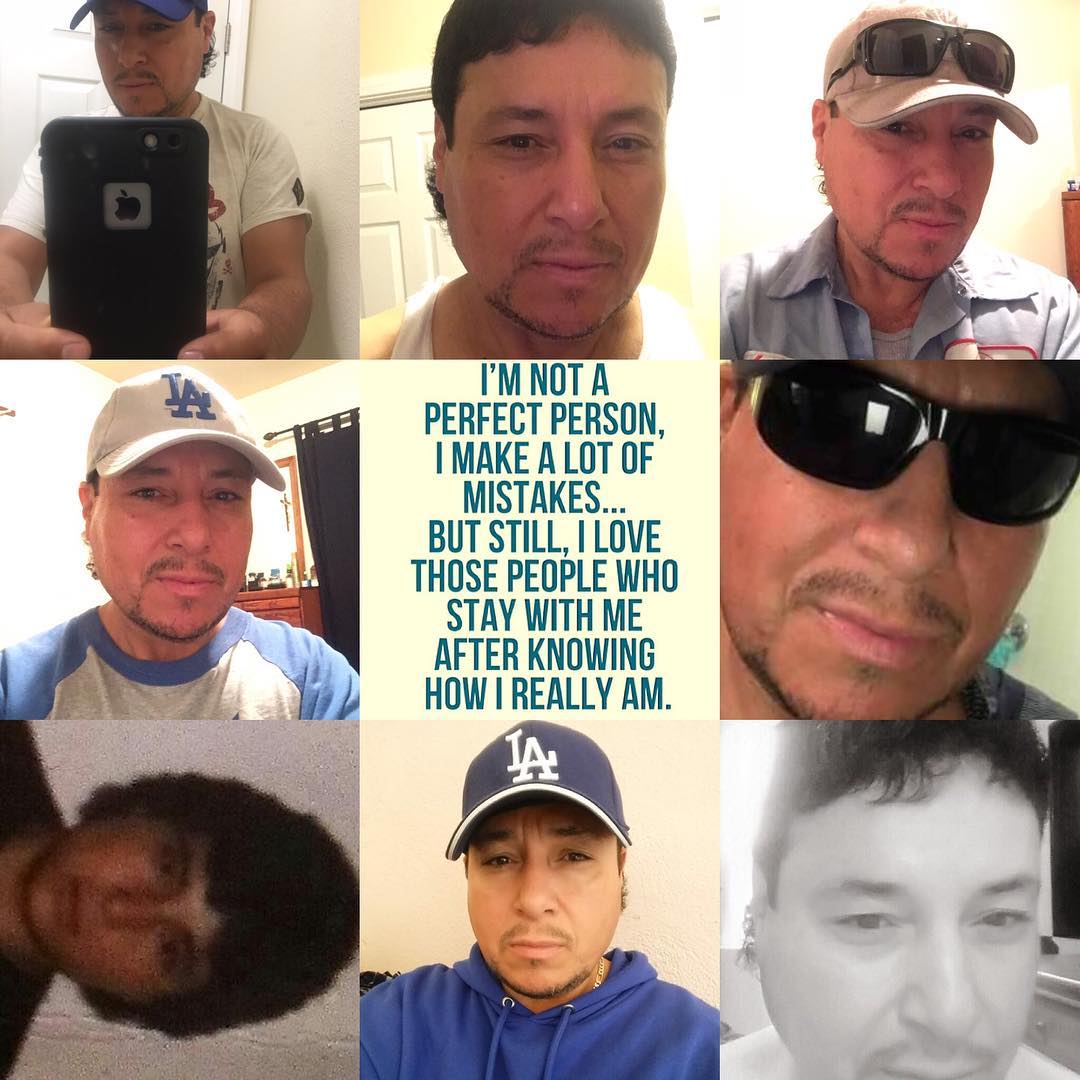 LA
I'M NOT A
PERFECT PERSON,
I MAKE A LOT OF
MISTAKES...
BUT STILL, I LOVE
THOSE PEOPLE WHO
STAY WITH ME
AFTER KNOWING
HOW I REALLY AM.
LA